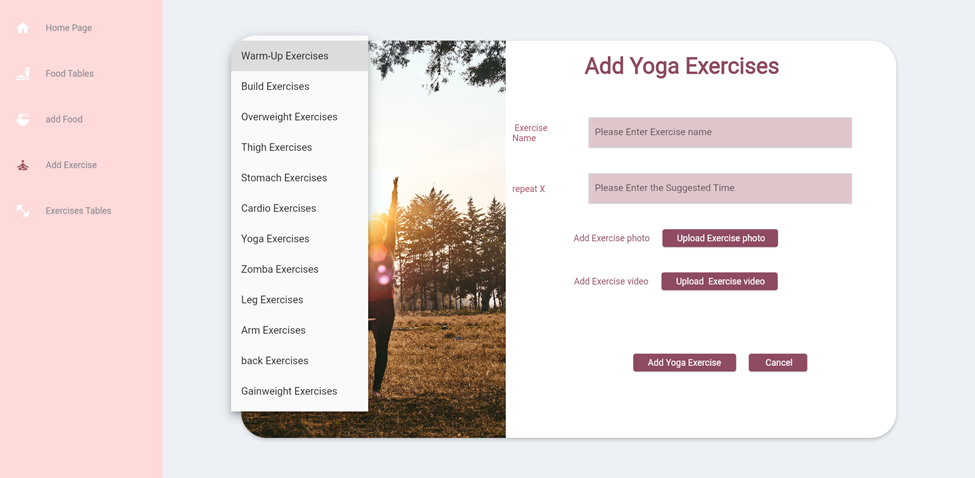 Home Page
Food Tables
add Food
Add Exercise
Exercises Tables
Warm-Up Exercises
Build Exercises
Overweight Exercises
Thigh Exercises
Stomach Exercises
Cardio Exercises
Yoga Exercises
Zomba Exercises
Leg Exercises
Arm Exercises
back Exercises
Gainweight Exercises
Add Yoga Exercises
Exercise
Name
Please Enter Exercise name
repeat X
Please Enter the Suggested Time
Add Exercise photo
Upload Exercise photo
Add Exercise video
Upload  Exercise video
Add Yoga Exercise
Cancel